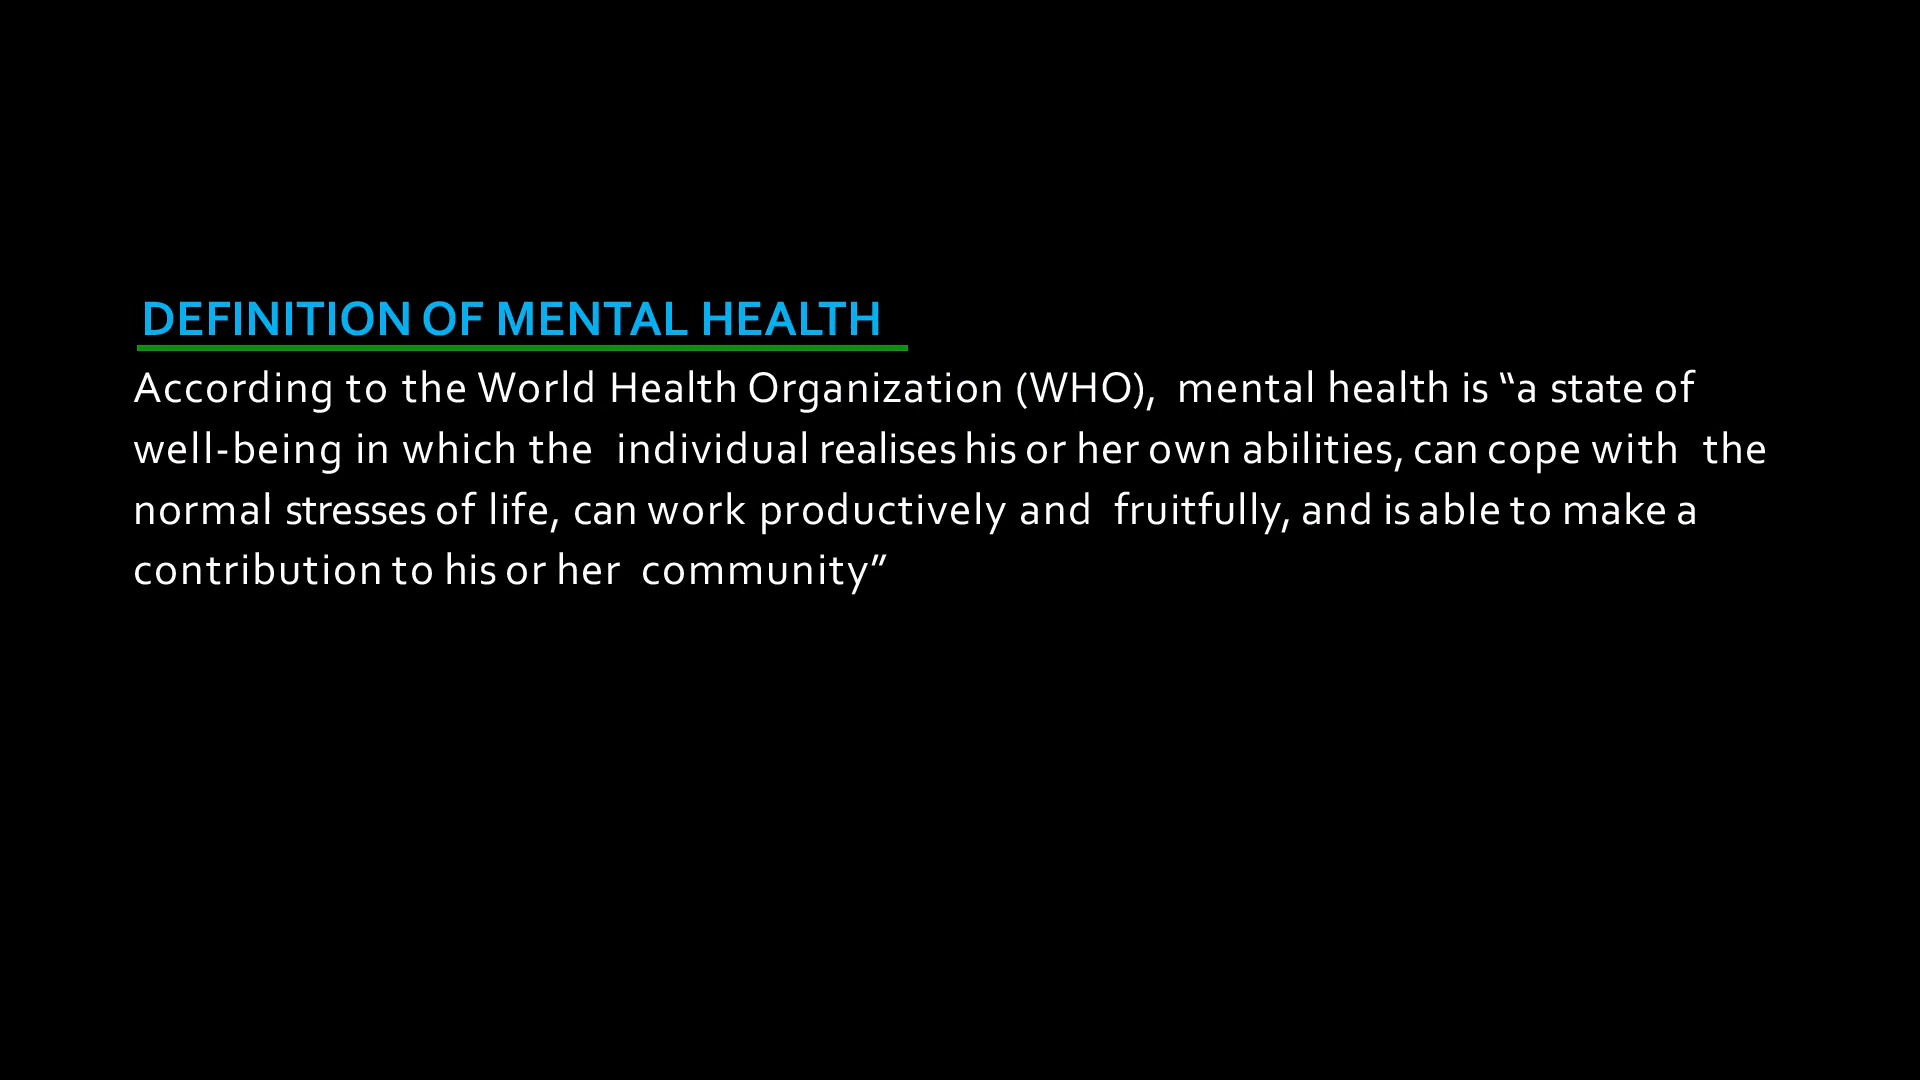 DEFINITION OF MENTAL HEALTH
According to the World Health Organization (WHO), mental health is “a state of
well-being in which the individual realises his or her own abilities, can cope with the
normal stresses of life, can work productively and fruitfully, and is able to make a
contribution to his or her community”